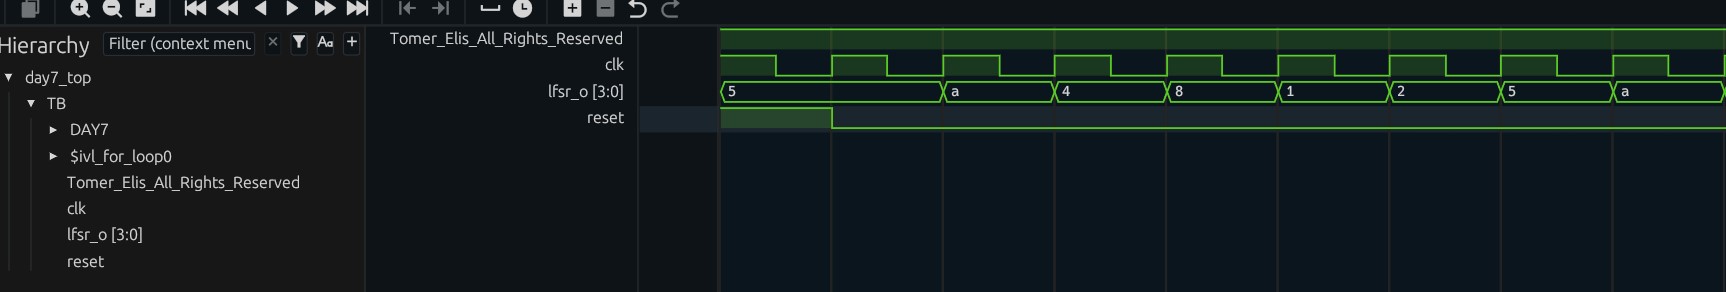 Hierarchy
Filter (context menu
Aa
day7_top
TB
DAY7
$ivl_for_loop0
Tomer_Elis_All_Rights_Reserved
clk
lfsr_o [3:0]
reset
Tomer_Elis_All_Rights_Reserved
clk
lfsr_o [3:0]
reset
5 a 4 8 1 2 5 a